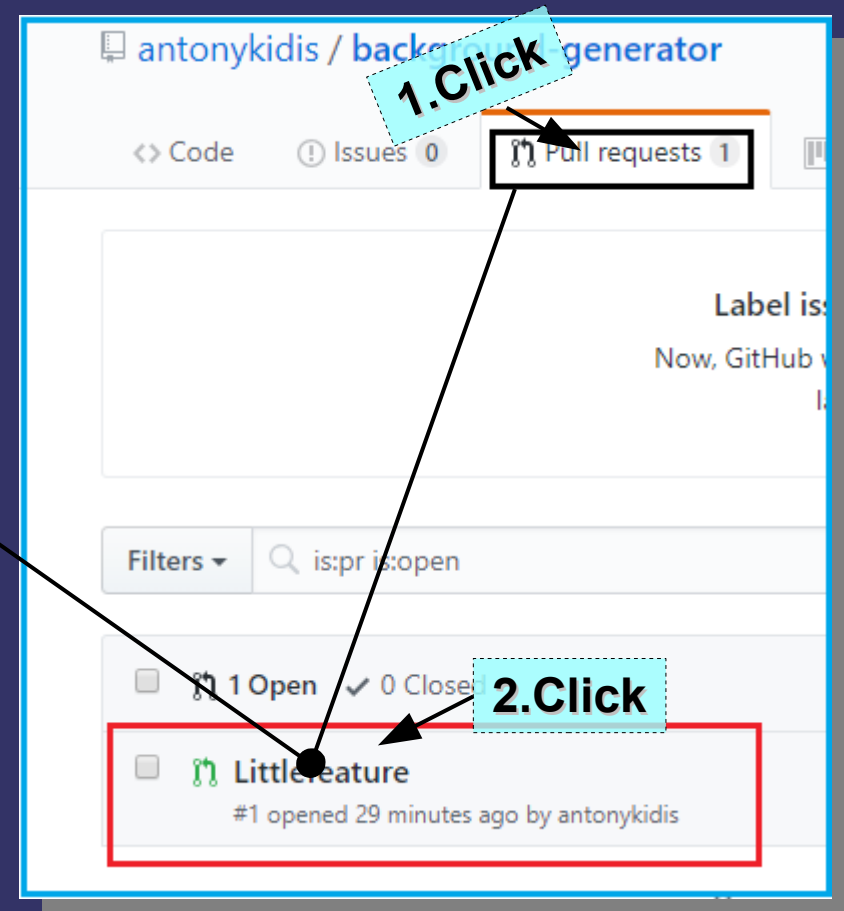 antonykidis / background-generator
1.Click
Code Issues 0 Pull requests 1
Label
Now, GitHub
Filters is:pr is:open
1 Open 0 Closed
2.Click
Littlefeature
#1 opened 29 minutes ago by antonykidis